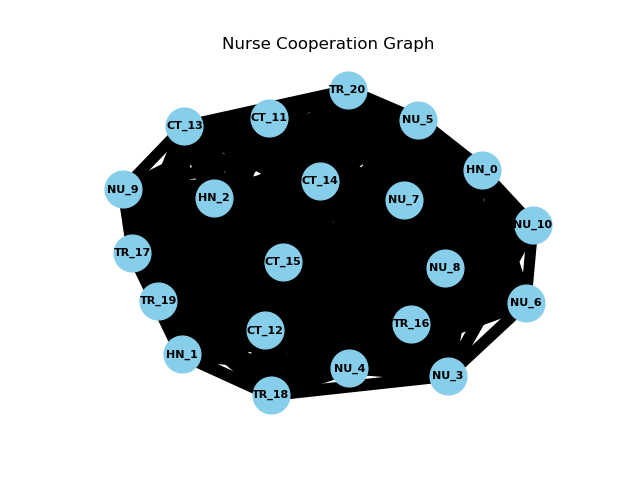 Nurse Cooperation Graph
TR_20
CT_11
NU_5
CT_13
HN_0
CT_14
NU_9
HN_2
NU_7
NU_10
TR_17
CT_15
NU_8
TR_19
NU_6
TR_16
CT_12
HN_1
NU_4
NU_3
TR_18